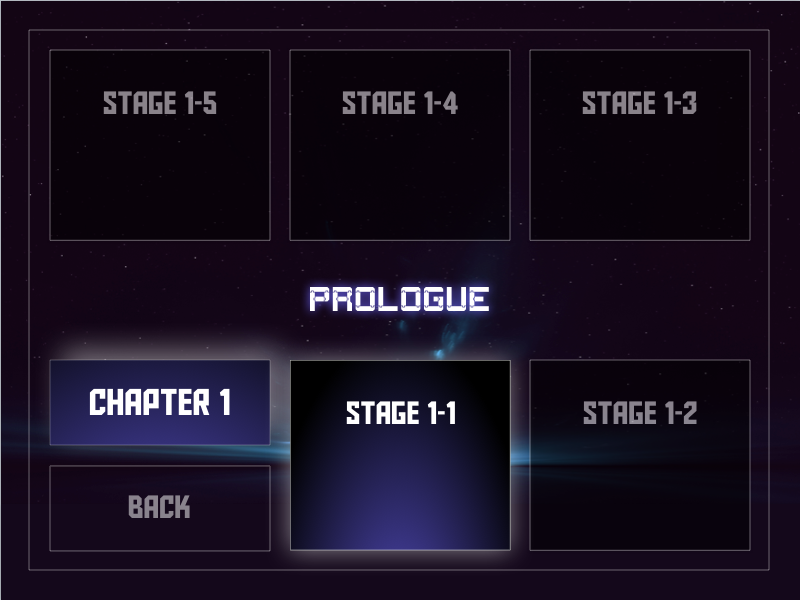 STAGE 1-5
STAGE 1-4
STAGE 1-3
PROLOGUE
CHAPTER 1
STAGE 1-1
STAGE 1-2
BACK